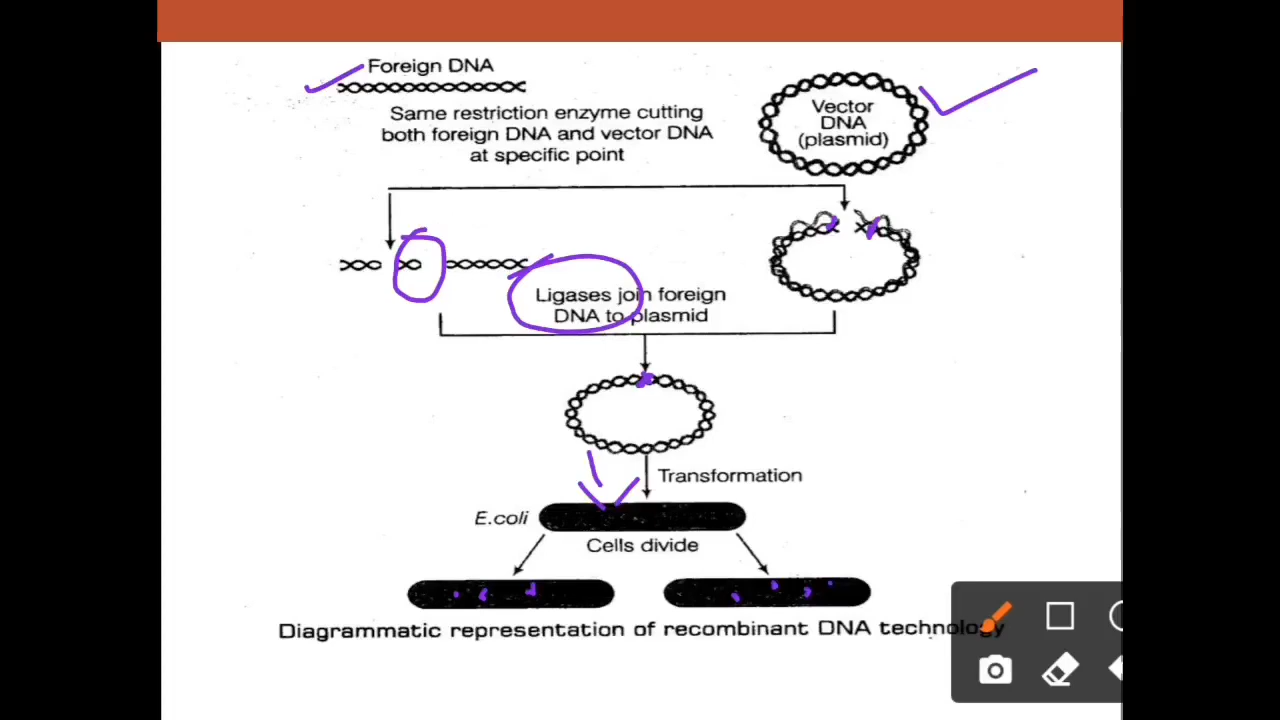 Foreign DNA
Same restriction enzyme cutting
both foreign DNA and vector DNA
at specific point
Vector
DNA
(plasmid)
Ligases join foreign
DNA to plasmid
Transformation
E.coli
Cells divide
Diagrammatic representation of recombinant DNA technology